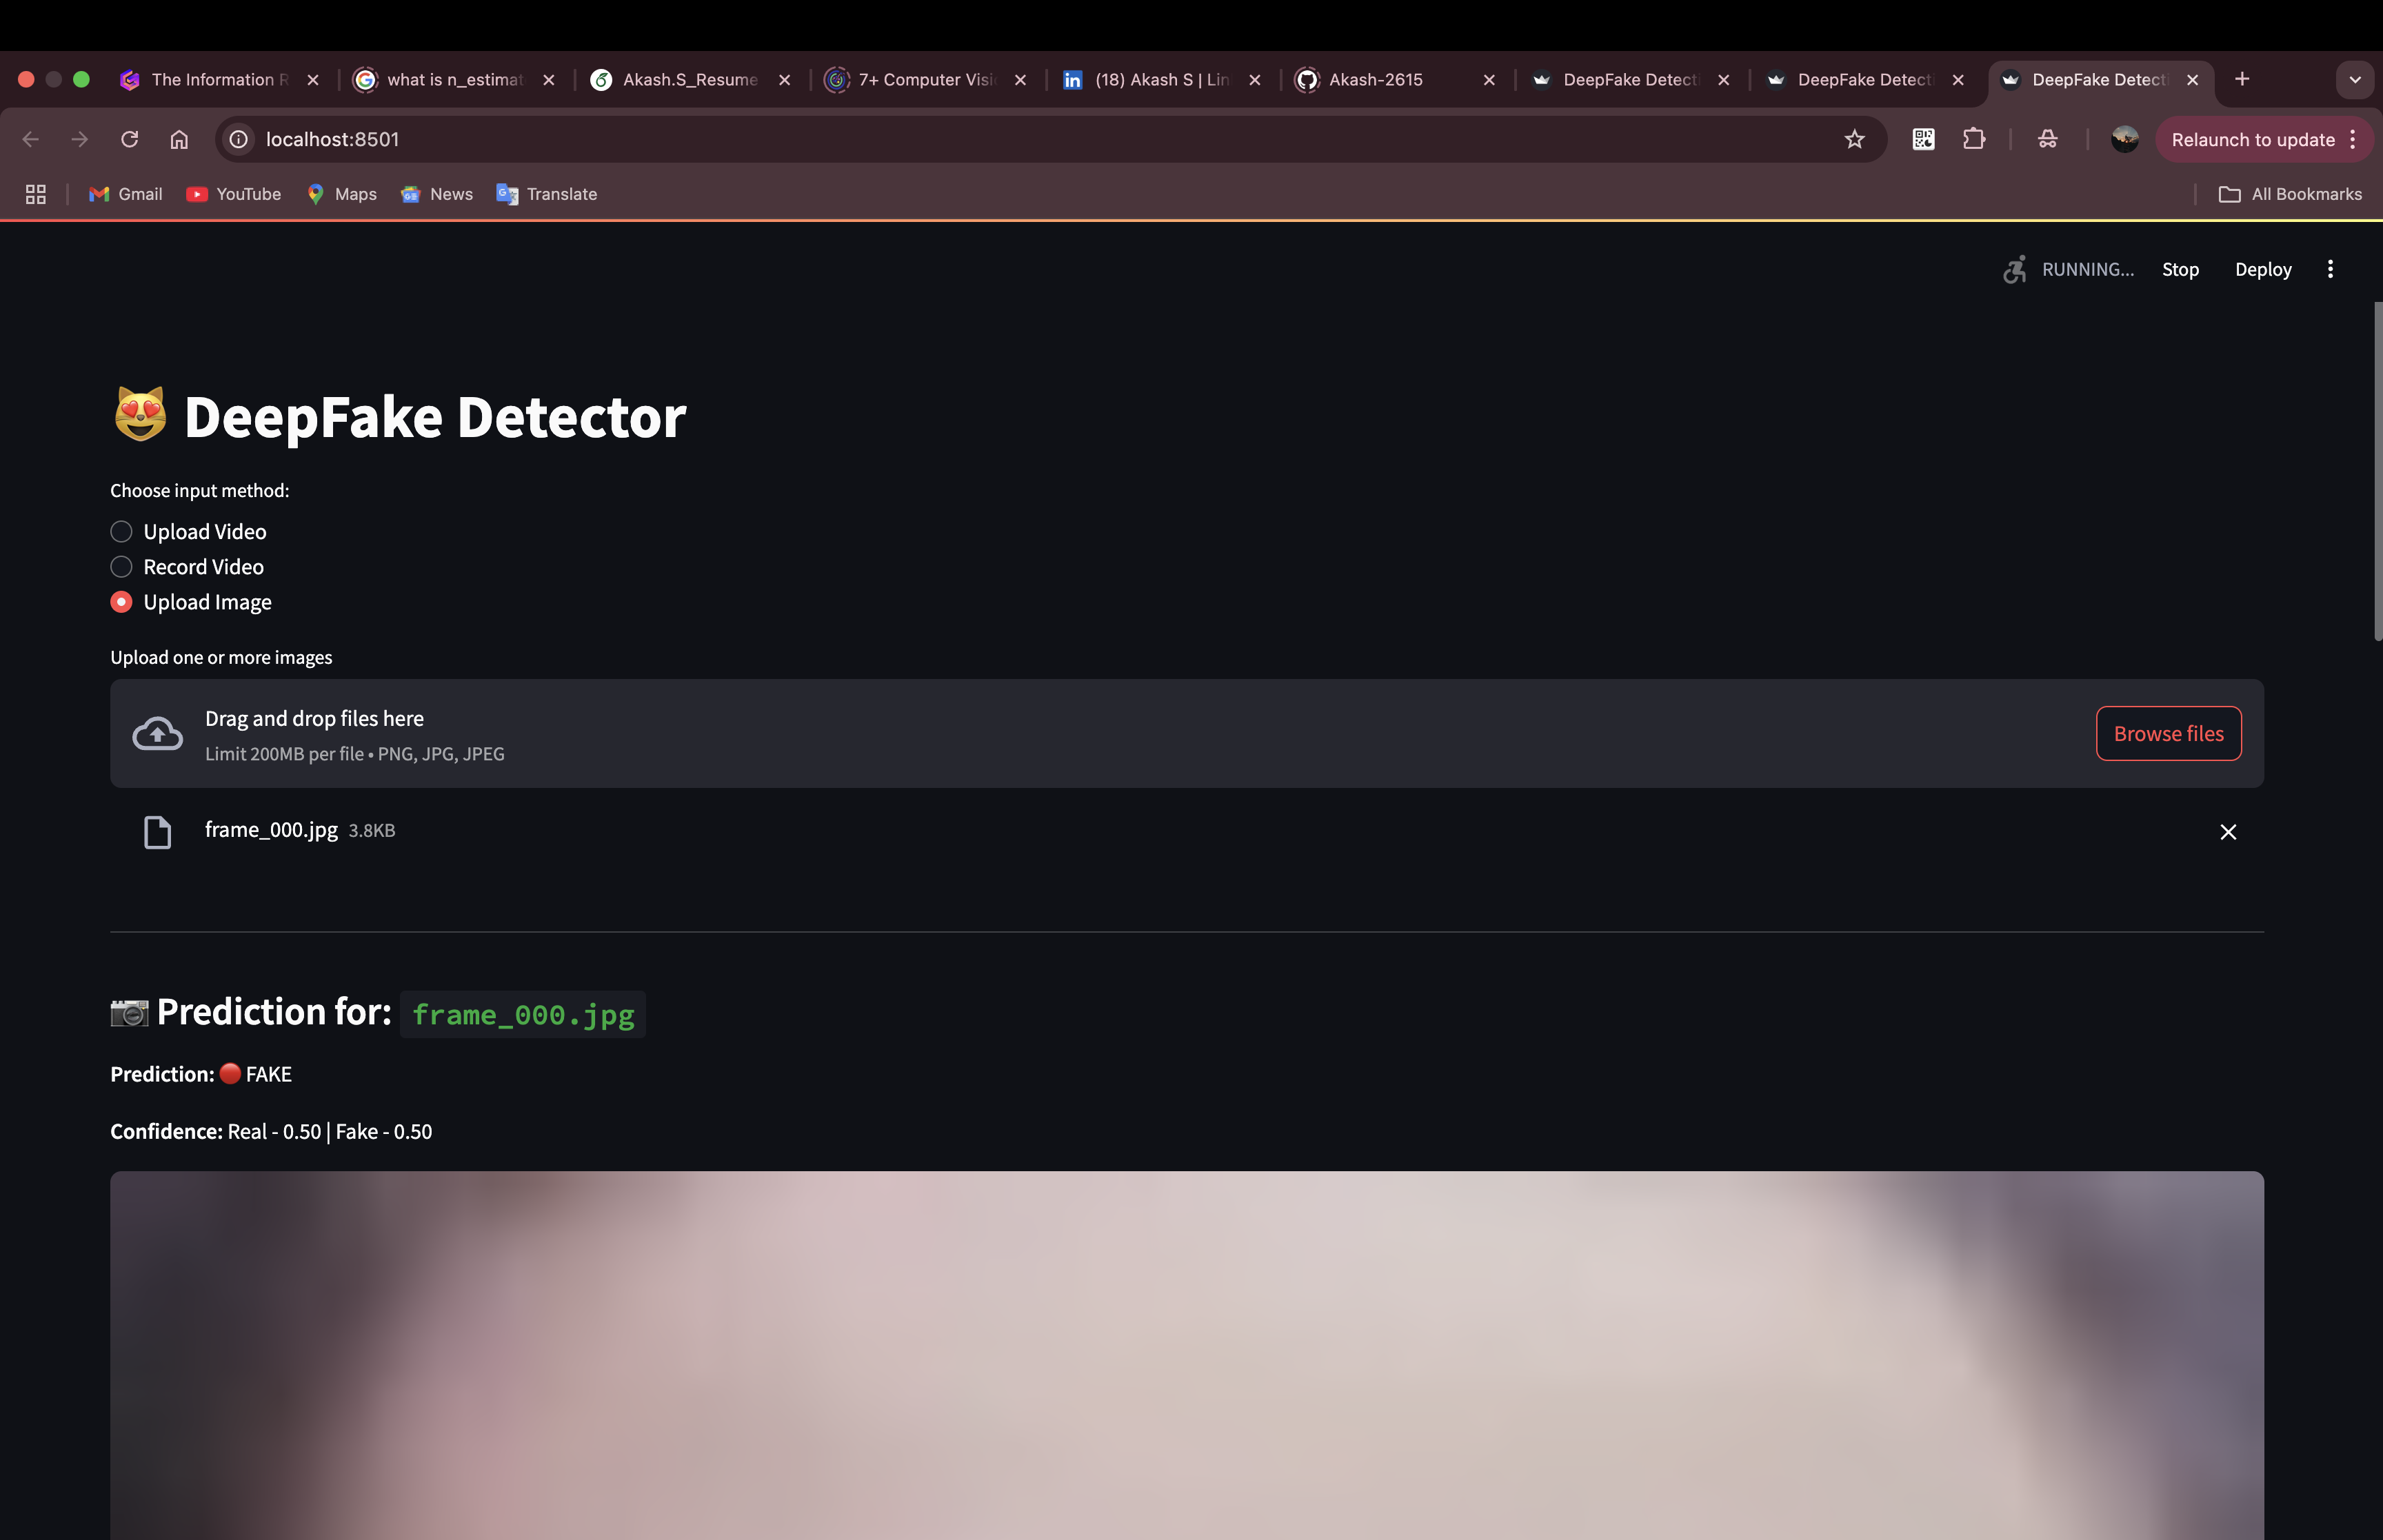 The Information R
what is n_estimat
Akash.S_Resume
7+ Computer Visi
(18) Akash S | Lin
Akash-2615
DeepFake Detecti
DeepFake Detecti
DeepFake Detecti
localhost:8501
Relaunch to update
Gmail
YouTube
Maps
News
Translate
All Bookmarks
RUNNING...
Stop
Deploy
DeepFake Detector
Choose input method:
Upload Video
Record Video
Upload Image
Upload one or more images
Drag and drop files here
Limit 200MB per file • PNG, JPG, JPEG
Browse files
frame_000.jpg 3.8KB
Prediction for: frame_000.jpg
Prediction: FAKE
Confidence: Real - 0.50 | Fake - 0.50